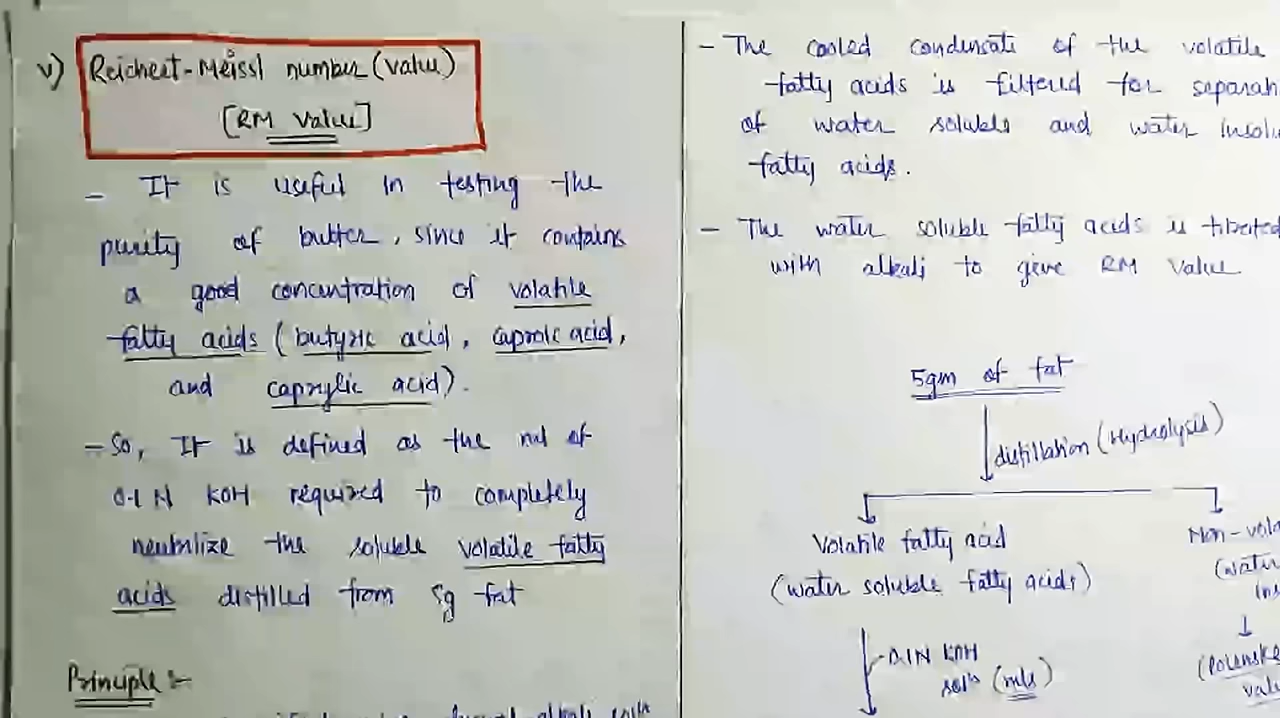 v) Reichert-Meissl number (value)
[RM Value]
- It is useful in testing the
purity of butter, since it contains
a good concentration of volatile
fatty acids (butyric acid, caproic acid,
and caprylic acid).
- So, It is defined as the ml of
0.1 N KOH required to completely
neutralize the soluble volatile fatty
acids distilled from 5g fat
Principle :-
- The cooled condensate of the volatile
fatty acids is filtered for separat
of water soluble and water insolu
fatty acids.
- The water soluble fatty acids is titrated
with alkali to give RM Value
5gm of fat
distillation (Hydrolysis)
Volatile fatty acid
(water soluble fatty acids)
0.1N KOH
solⁿ (mls)
Non-vola
(water
ins
(Polenske
valu